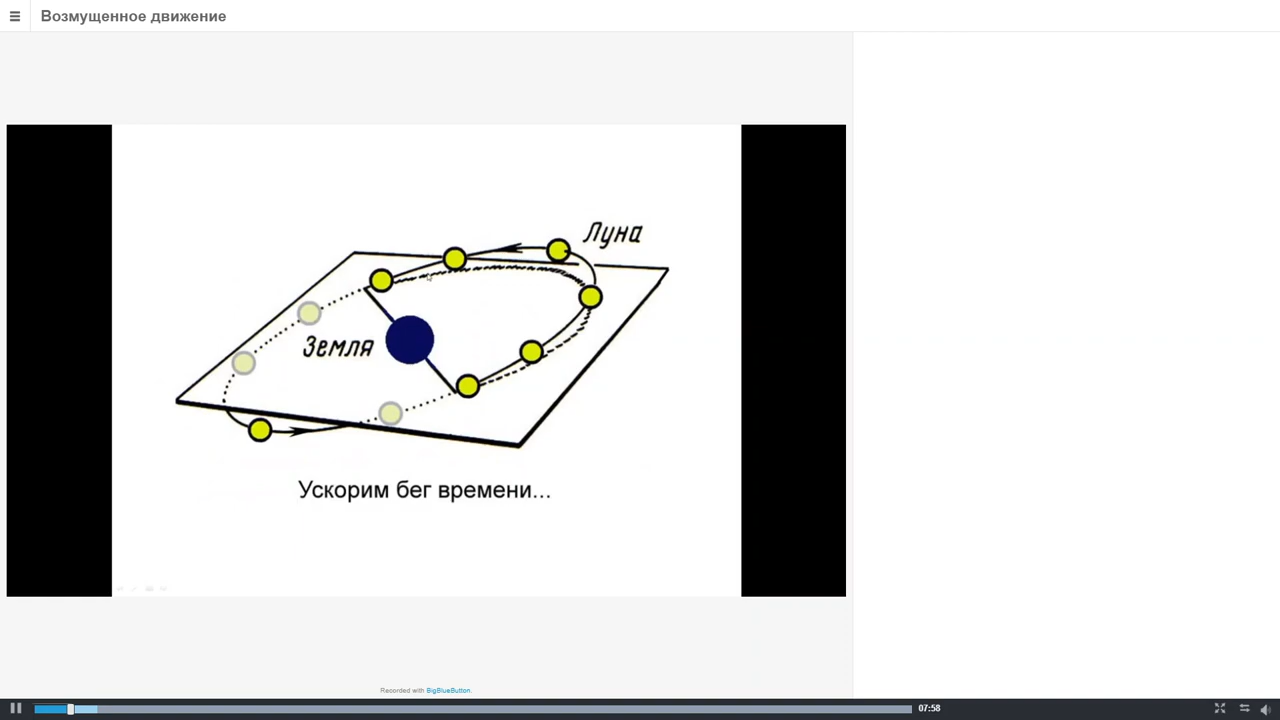 Возмущенное движение
Луна
Земля
Ускорим бег времени...
Recorded with BigBlueButton.
07:58